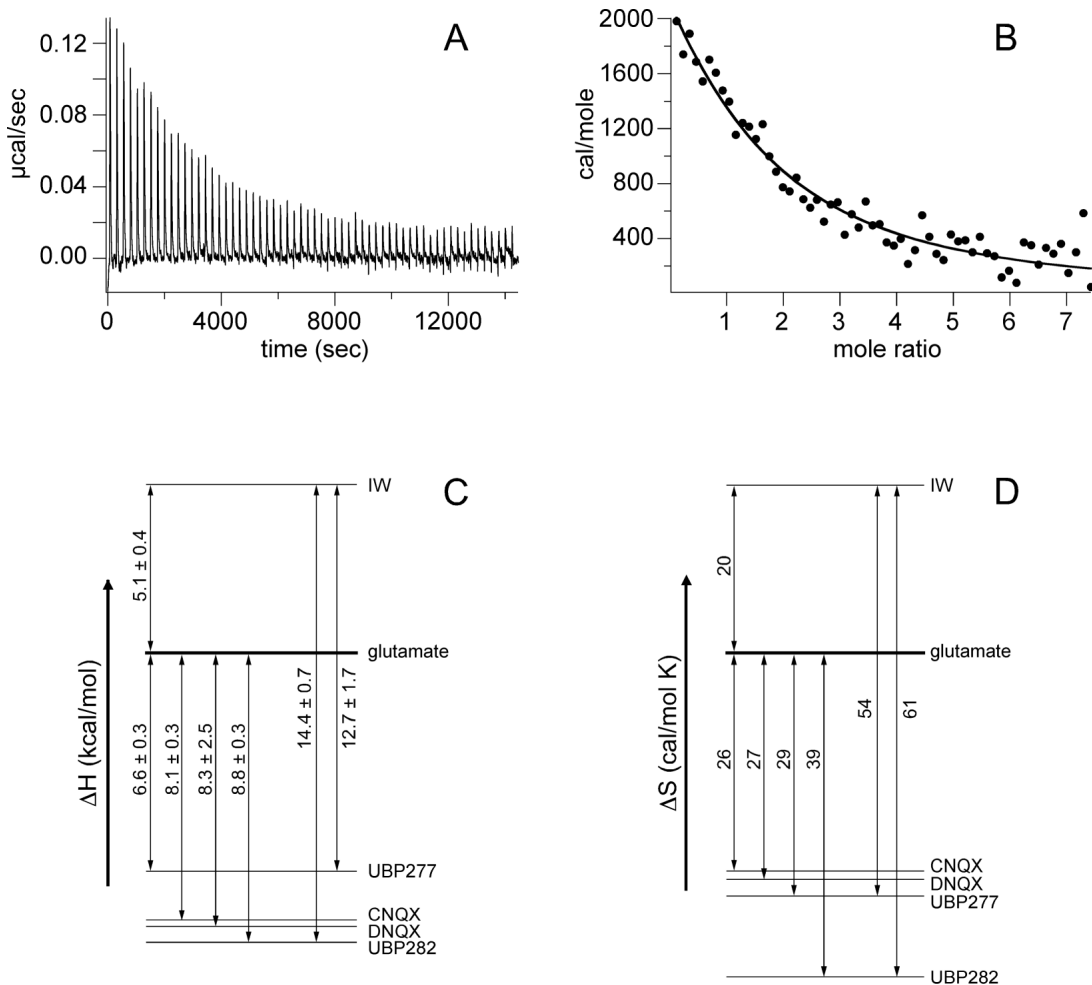 A
0.12
0.08
0.04
0.00
µcal/sec
0
4000
8000
12000
time (sec)
B
2000
1600
1200
800
400
cal/mole
1
2
3
4
5
6
7
mole ratio
C
IW
5.1 ± 0.4
glutamate
ΔH (kcal/mol)
6.6 ± 0.3
8.1 ± 0.3
8.3 ± 2.5
8.8 ± 0.3
14.4 ± 0.7
12.7 ± 1.7
UBP277
CNQX
DNQX
UBP282
D
IW
20
glutamate
ΔS (cal/mol K)
26
27
29
39
54
61
CNQX
DNQX
UBP277
UBP282